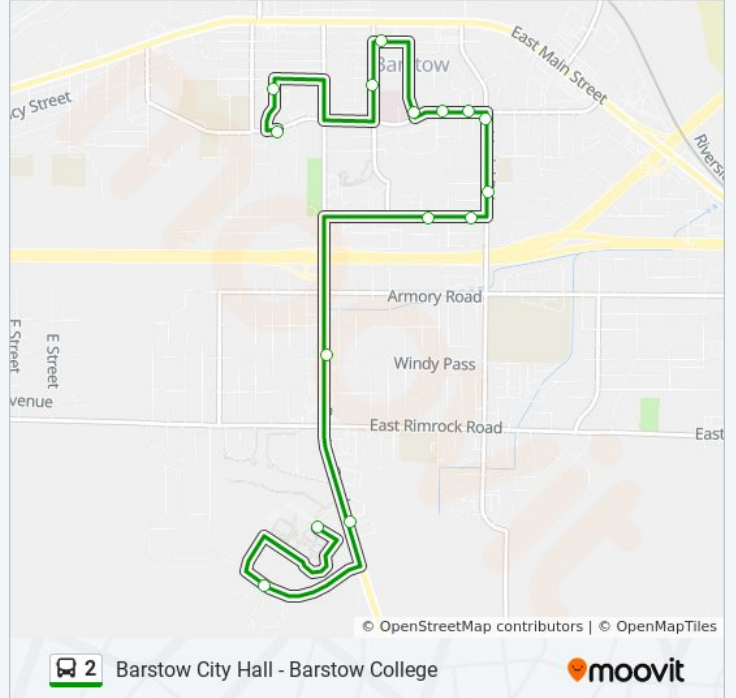 East Main Street
Barstow
cy Street
Rivers
Armory Road
E Street
E Street
Windy Pass
venue
East Rimrock Road
East
© OpenStreetMap contributors | © OpenMapTiles
2 Barstow City Hall - Barstow College
moovit